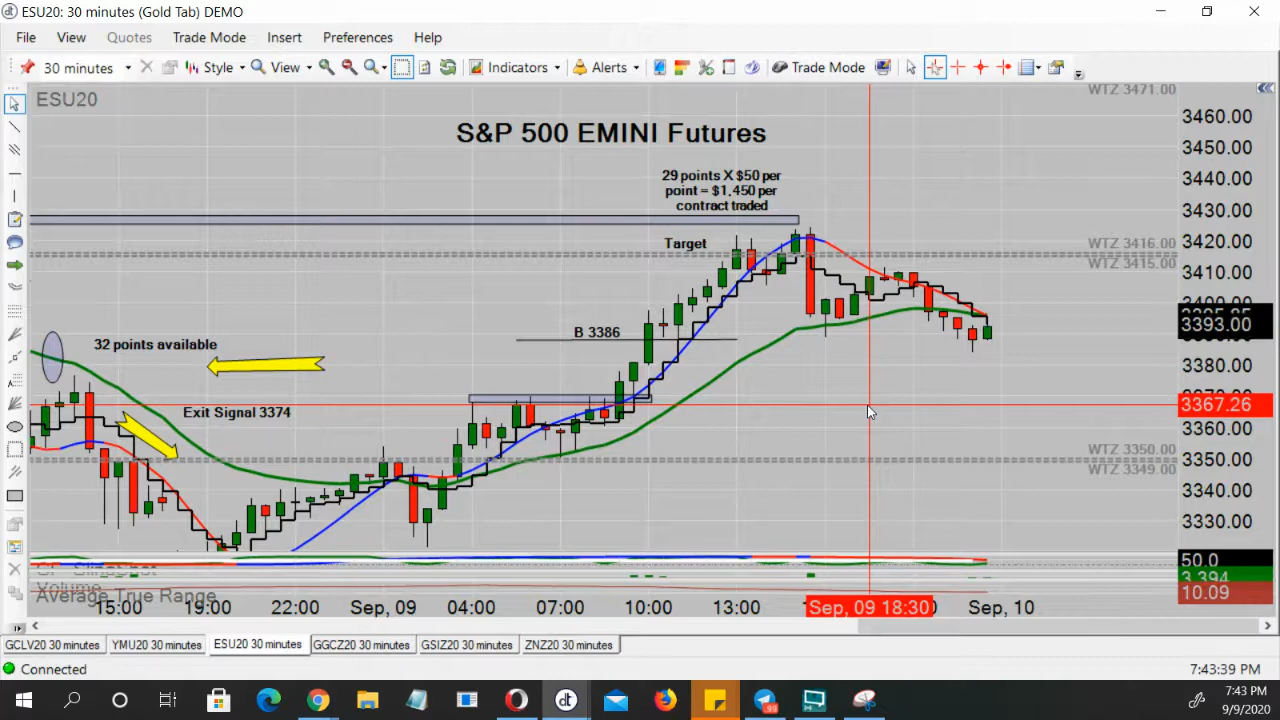 ESU20: 30 minutes (Gold Tab) DEMO
File View Quotes Trade Mode Insert Preferences Help
30 minutes Style View Indicators Alerts Trade Mode
ESU20
WTZ 3471.00
S&P 500 EMINI Futures
29 points X $50 per
point = $1,450 per
contract traded
Target
WTZ 3416.00
WTZ 3415.00
B 3386
32 points available
Exit Signal 3374
WTZ 3350.00
WTZ 3349.00
3460.00
3450.00
3440.00
3430.00
3420.00
3410.00
3393.00
3380.00
3367.26
3360.00
3350.00
3340.00
3330.00
50.0
3.394
10.09
Volume
Average True Range
15:00 19:00 22:00 Sep, 09 04:00 07:00 10:00 13:00 Sep, 09 18:30 Sep, 10
GCLV20 30 minutes YMU20 30 minutes ESU20 30 minutes GGCZ20 30 minutes GSIZ20 30 minutes ZNZ20 30 minutes
Connected
7:43:39 PM
99
7:43 PM
9/9/2020